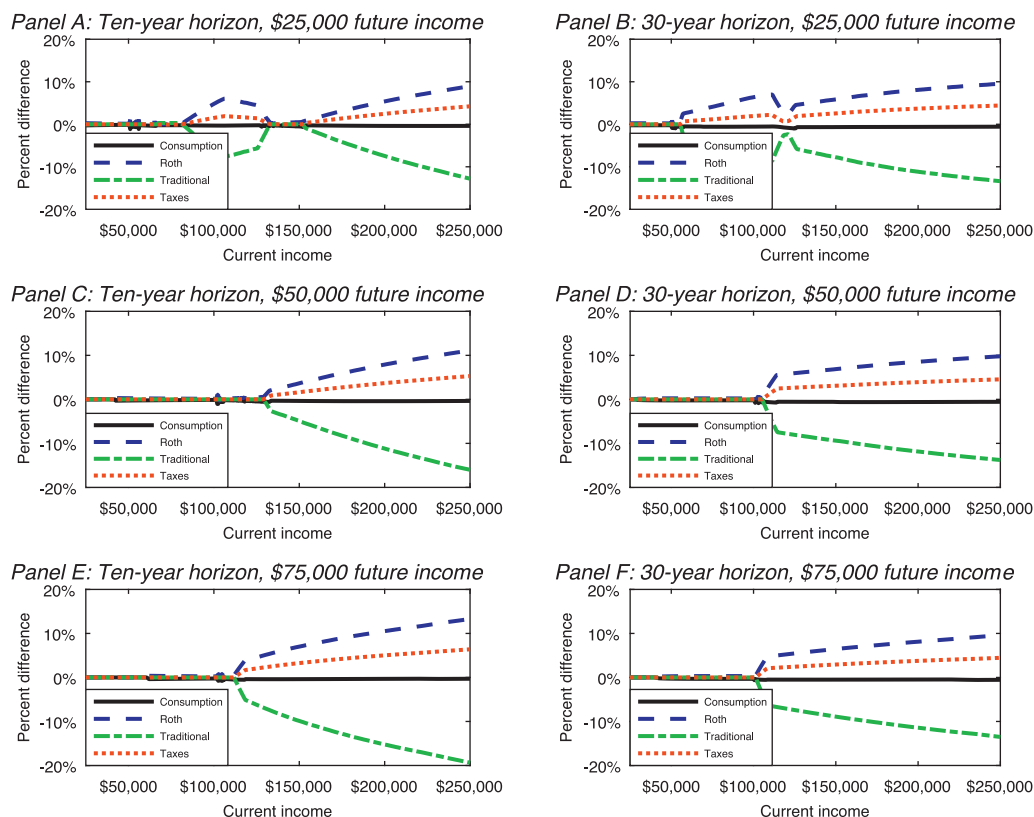 Panel A: Ten-year horizon, $25,000 future income
20%
10%
0%
-10%
-20%
Percent difference
Consumption
Roth
Traditional
Taxes
$50,000 $100,000 $150,000 $200,000 $250,000
Current income
Panel B: 30-year horizon, $25,000 future income
20%
10%
0%
-10%
-20%
Percent difference
Consumption
Roth
Traditional
Taxes
$50,000 $100,000 $150,000 $200,000 $250,000
Current income
Panel C: Ten-year horizon, $50,000 future income
20%
10%
0%
-10%
-20%
Percent difference
Consumption
Roth
Traditional
Taxes
$50,000 $100,000 $150,000 $200,000 $250,000
Current income
Panel D: 30-year horizon, $50,000 future income
20%
10%
0%
-10%
-20%
Percent difference
Consumption
Roth
Traditional
Taxes
$50,000 $100,000 $150,000 $200,000 $250,000
Current income
Panel E: Ten-year horizon, $75,000 future income
20%
10%
0%
-10%
-20%
Percent difference
Consumption
Roth
Traditional
Taxes
$50,000 $100,000 $150,000 $200,000 $250,000
Current income
Panel F: 30-year horizon, $75,000 future income
20%
10%
0%
-10%
-20%
Percent difference
Consumption
Roth
Traditional
Taxes
$50,000 $100,000 $150,000 $200,000 $250,000
Current income